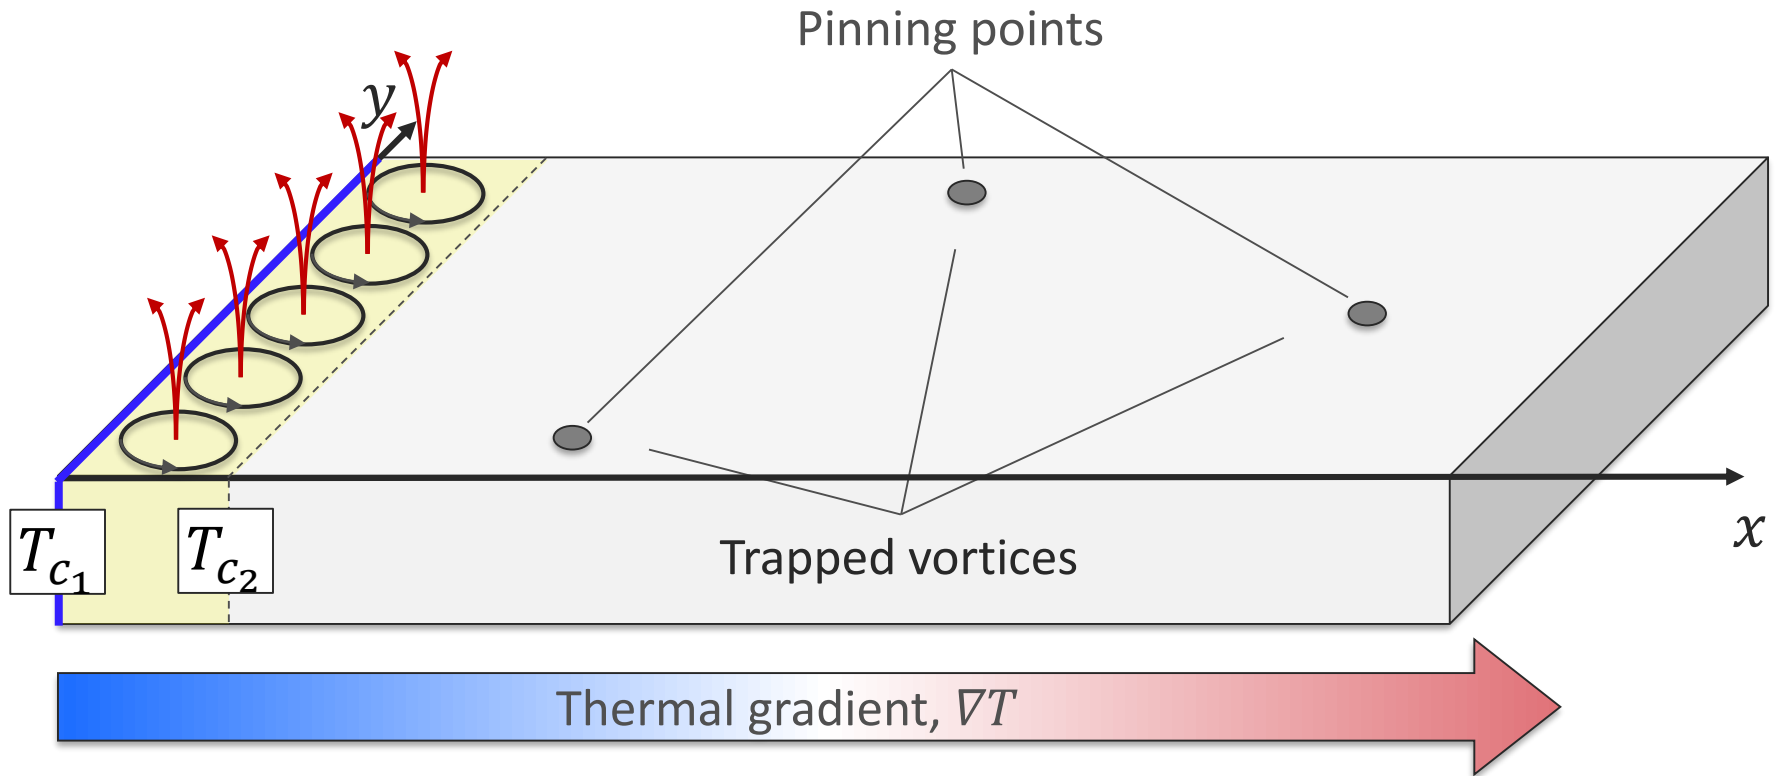 Pinning points
y
T_{c_1}
T_{c_2}
Trapped vortices
x
Thermal gradient, ∇T